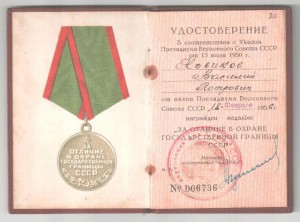 ЗА
ОТЛИЧИЕ
В ОХРАНЕ
ГОСУДАРСТВЕННОЙ
ГРАНИЦЫ
СССР
УДОСТОВЕРЕНИЕ
В соответствии с Указом
Президиума Верховного Совета СССР
от 13 июля 1950 г.
Новиков
Василий
Петрович
от имени Президиума Верховного
Совета СССР
награжден медалью
„ЗА ОТЛИЧИЕ В ОХРАНЕ
ГОСУДАРСТВЕННОЙ ГРАНИЦЫ
СССР"
№ 006736